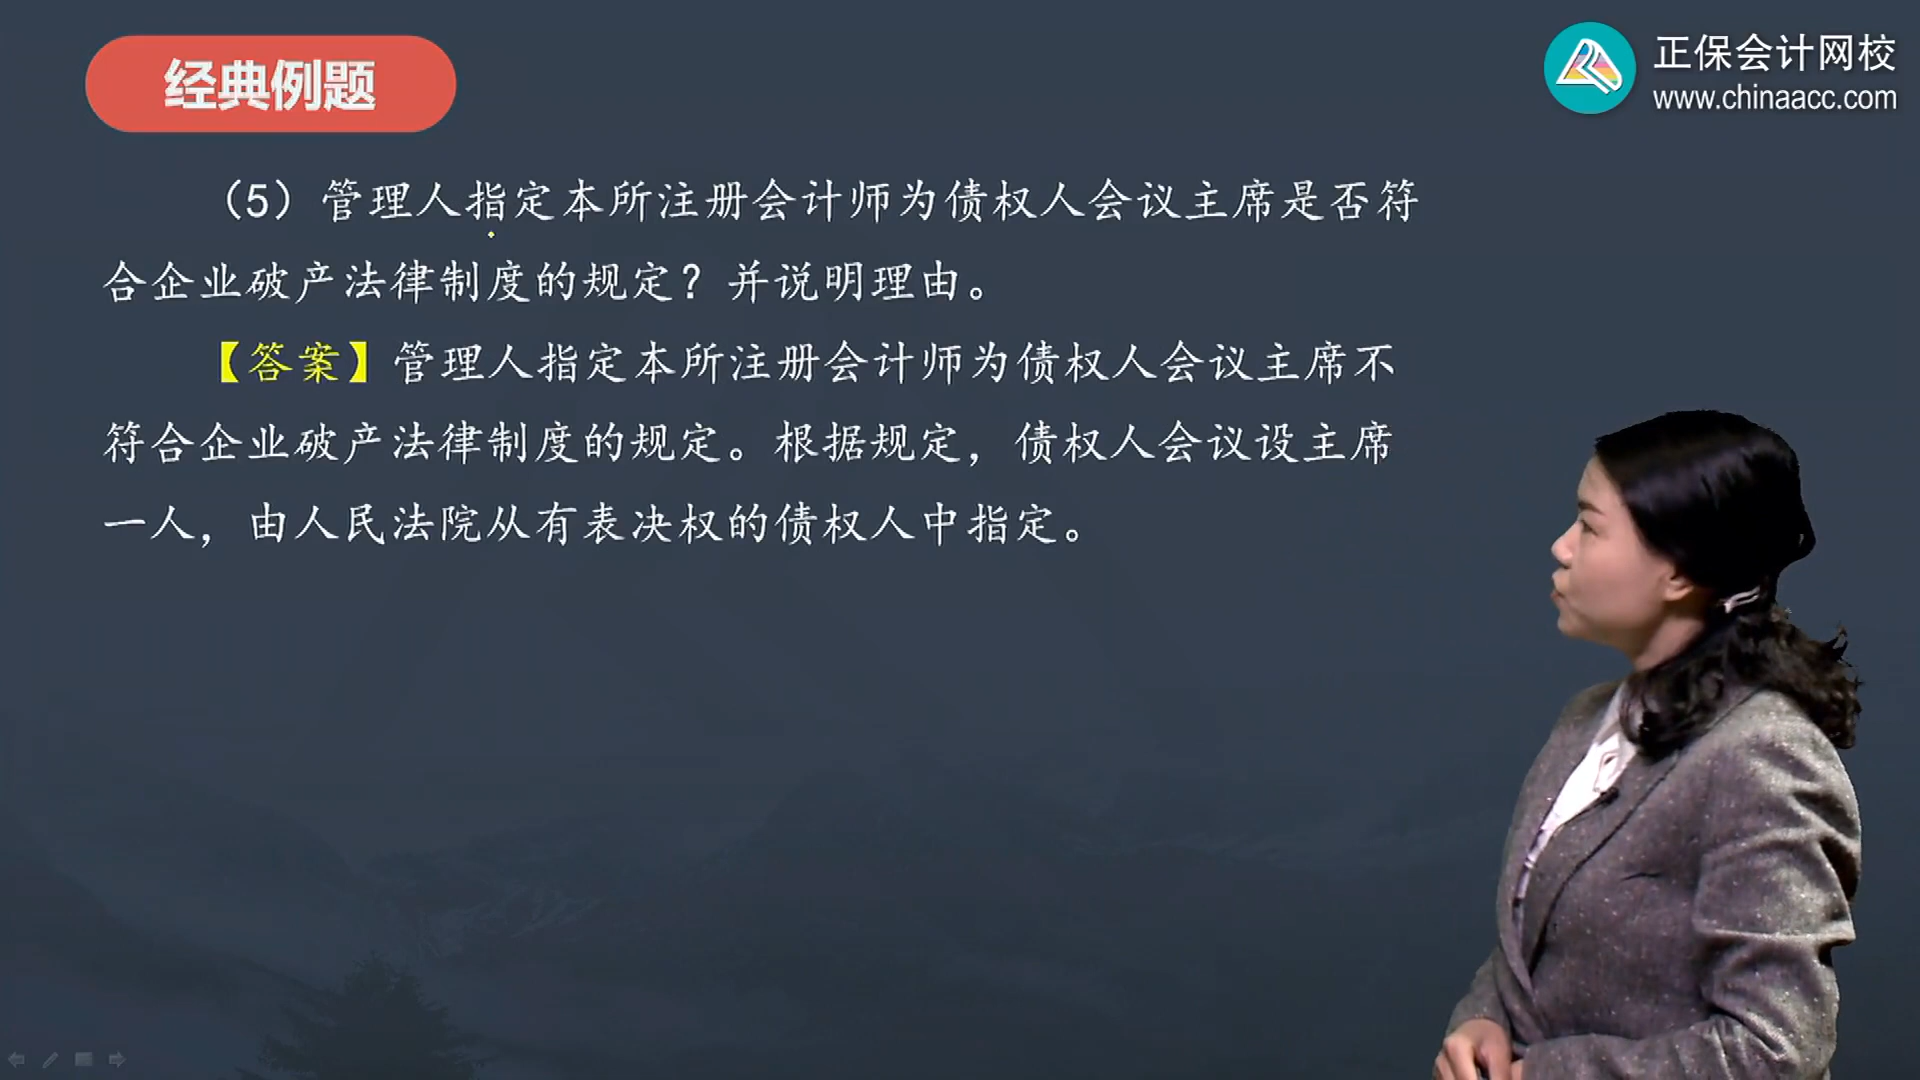 经典例题
正保会计网校
www.chinaacc.com
（5）管理人指定本所注册会计师为债权人会议主席是否符
合企业破产法律制度的规定？并说明理由。
【答案】管理人指定本所注册会计师为债权人会议主席不
符合企业破产法律制度的规定。根据规定，债权人会议设主席
一人，由人民法院从有表决权的债权人中指定。